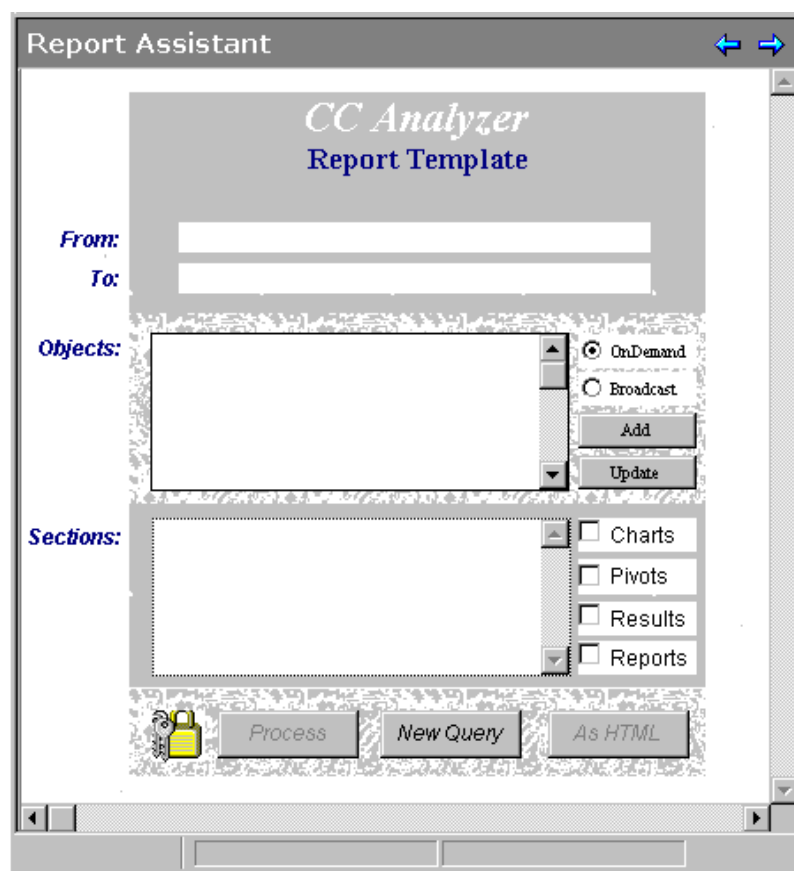 Report Assistant
CC Analyzer
Report Template
From:
To:
Objects:
OnDemand
Broadcast
Add
Update
Sections:
Charts
Pivots
Results
Reports
Process
New Query
As HTML